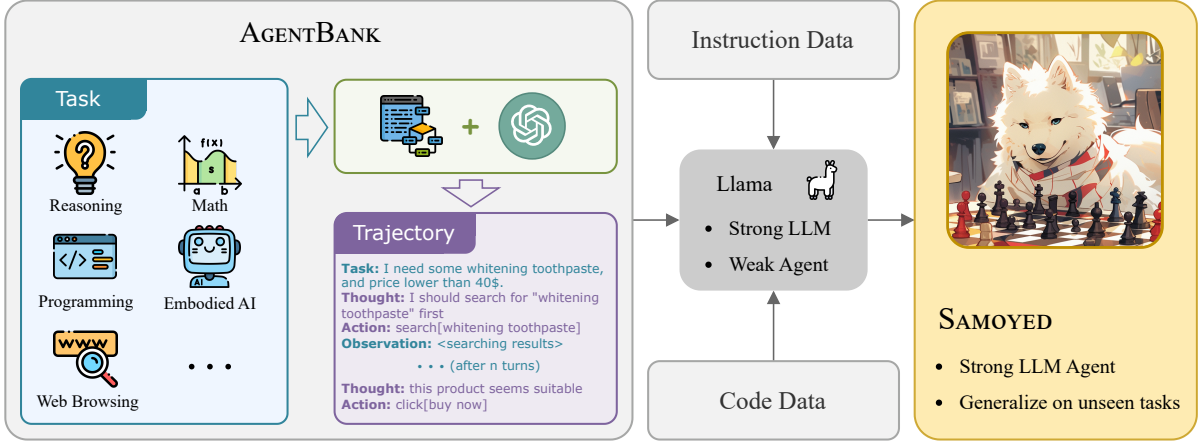 AGENTBANK
Task
Reasoning
f(x)
s
a b
Math
</>
Programming
AI
Embodied AI
www
Web Browsing
• • •
+
Trajectory
Task: I need some whitening toothpaste,
and price lower than 40$.
Thought: I should search for "whitening
toothpaste" first
Action: search[whitening toothpaste]
Observation: <searching results>
• • • (after n turns)
Thought: this product seems suitable
Action: click[buy now]
Instruction Data
Llama
• Strong LLM
• Weak Agent
Code Data
SAMOYED
• Strong LLM Agent
• Generalize on unseen tasks